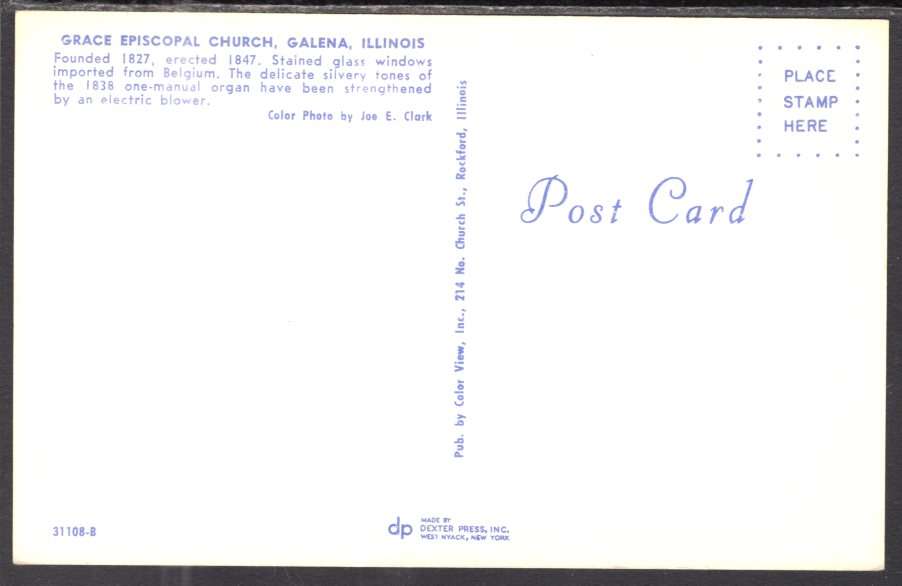 GRACE EPISCOPAL CHURCH, GALENA, ILLINOIS
Founded 1827, erected 1847. Stained glass windows
imported from Belgium. The delicate silvery tones of
the 1838 one-manual organ have been strengthened
by an electric blower.
Color Photo by Joe E. Clark
Pub. by Color View, Inc., 214 No. Church St., Rockford, Illinois
PLACE
STAMP
HERE
Post Card
31108-B
dp
MADE BY
DEXTER PRESS, INC.
WEST NYACK, NEW YORK